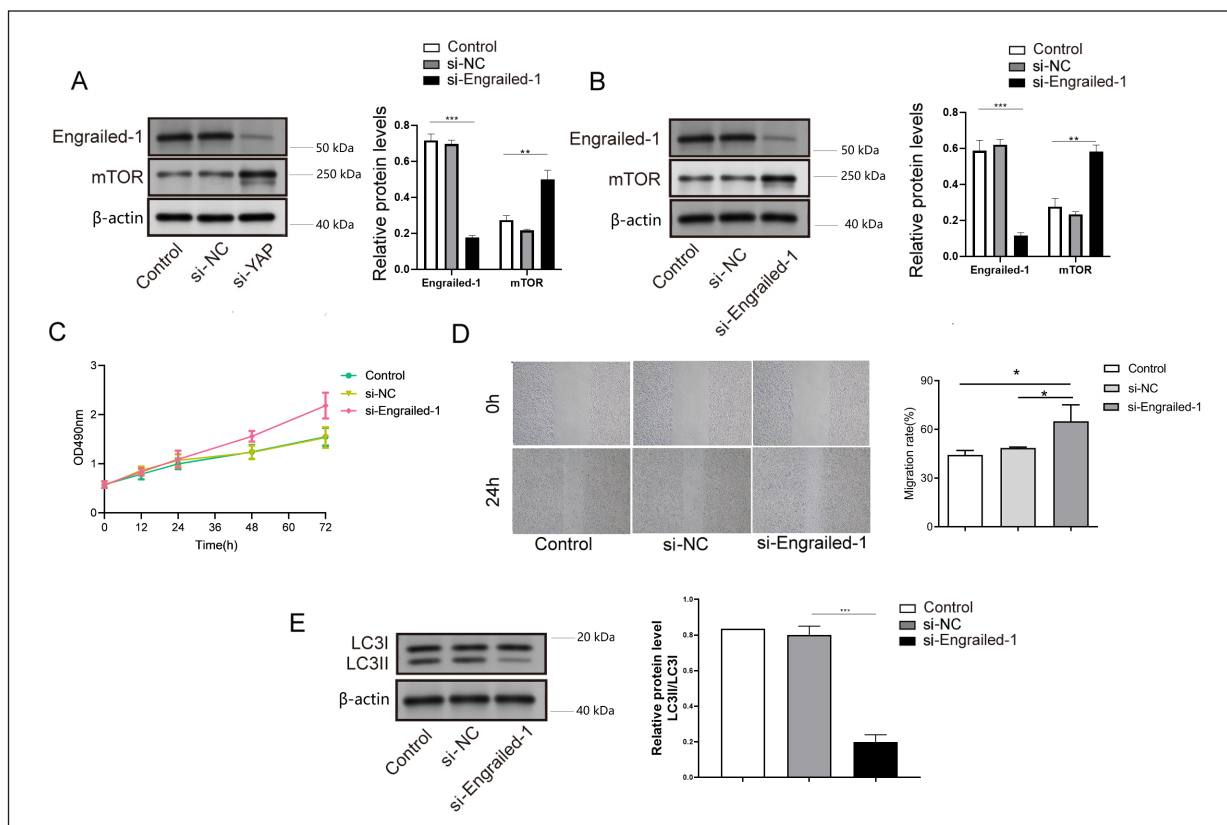 A
Control
si-NC
si-Engrailed-1
Engrailed-1
50 kDa
mTOR
250 kDa
β-actin
40 kDa
Control
si-NC
si-YAP
Relative protein levels
0.8
0.6
0.4
0.2
0.0
***
**
Engrailed-1
mTOR
B
Control
si-NC
si-Engrailed-1
Engrailed-1
50 kDa
mTOR
250 kDa
β-actin
40 kDa
Control
si-NC
si-Engrailed-1
Relative protein levels
0.8
0.6
0.4
0.2
0.0
***
**
Engrailed-1
mTOR
C
OD490nm
3
2
1
0
0
12
24
36
48
60
72
Time(h)
Control
si-NC
si-Engrailed-1
D
0h
24h
Control
si-NC
si-Engrailed-1
Migration rate(%)
90
60
30
0
*
*
Control
si-NC
si-Engrailed-1
E
LC3I
LC3II
20 kDa
β-actin
40 kDa
Control
si-NC
si-Engrailed-1
Relative protein level
LC3II/LC3I
1.0
0.8
0.6
0.4
0.2
0.0
***
Control
si-NC
si-Engrailed-1